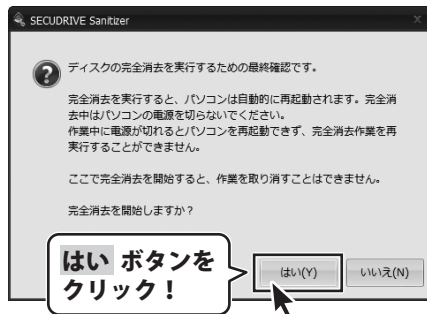 SECUDRIVE Sanitizer
ディスクの完全消去を実行するための最終確認です。
完全消去を実行すると、パソコンは自動的に再起動されます。完全消
去中はパソコンの電源を切らないでください。
作業中に電源が切れるとパソコンを再起動できず、完全消去作業を再
実行することができません。
ここで完全消去を開始すると、作業を取り消すことはできません。
完全消去を開始しますか？
はい ボタンを
クリック！
はい(Y) いいえ(N)